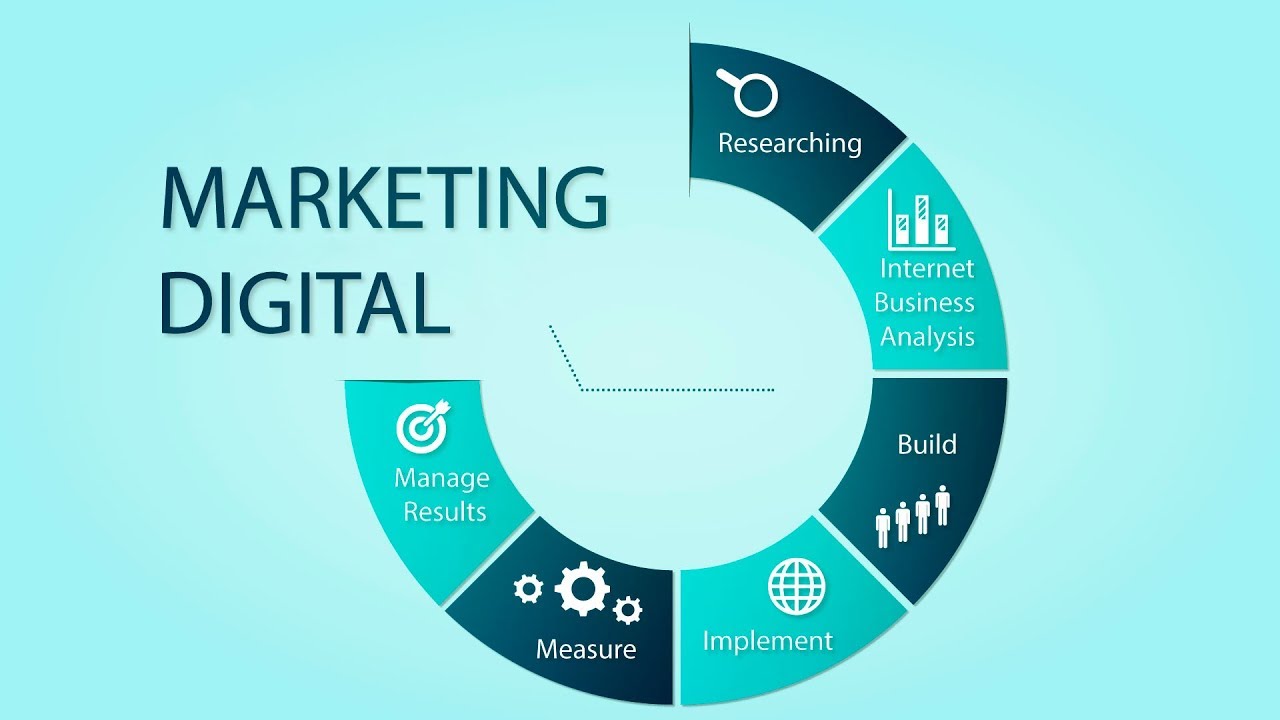 MARKETING
DIGITAL
Researching
Internet
Business
Analysis
Build
Implement
Measure
Manage
Results